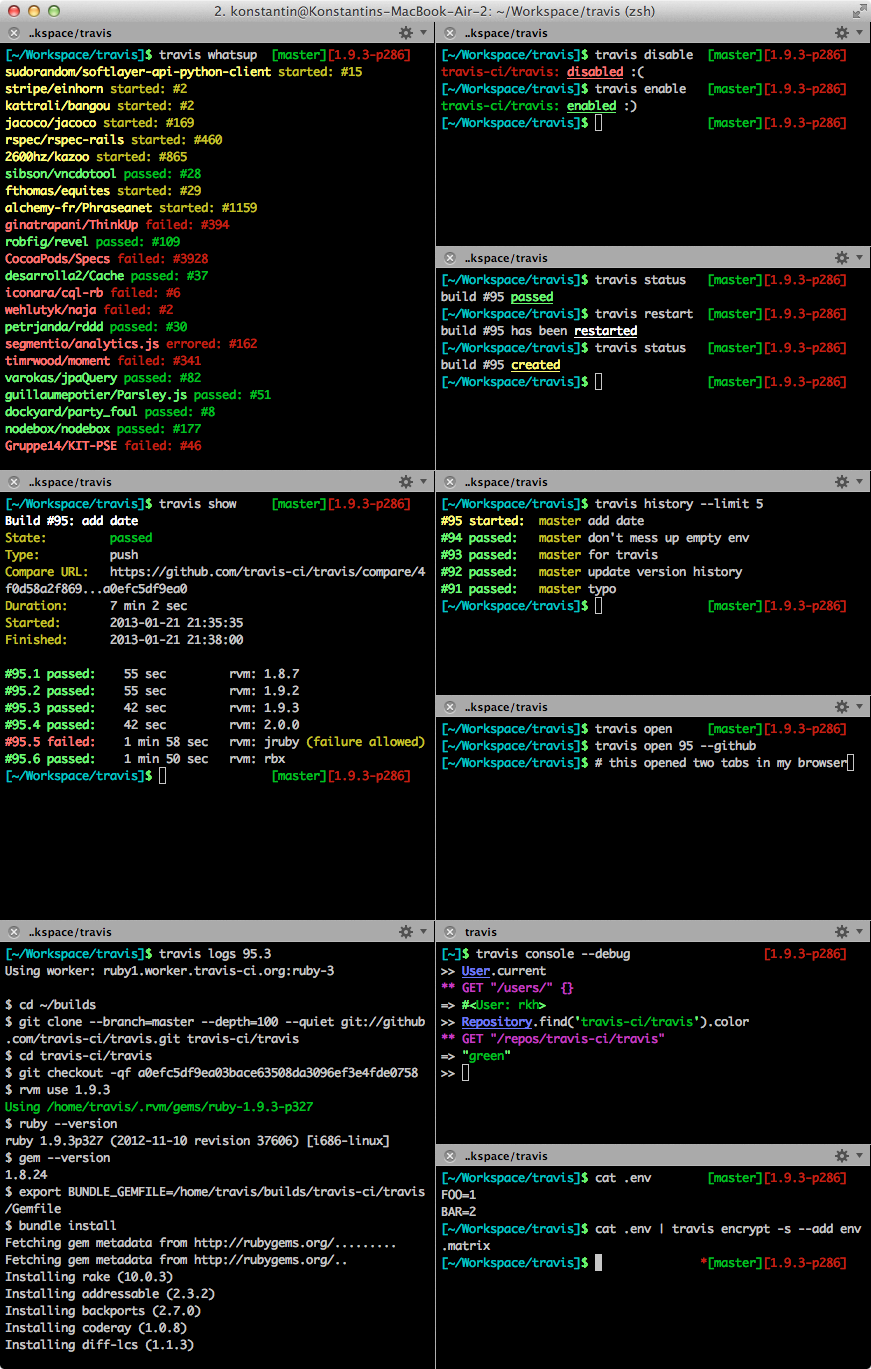 2. konstantin@Konstantins-MacBook-Air-2: ~/Workspace/travis (zsh)
..kspace/travis
[~/Workspace/travis]$ travis whatsup [master][1.9.3-p286]
sudorandom/softlayer-api-python-client started: #15
stripe/einhorn started: #2
kattrali/bangou started: #2
jacoco/jacoco started: #169
rspec/rspec-rails started: #460
2600hz/kazoo started: #865
sibson/vncdotool passed: #28
fthomas/equites started: #29
alchemy-fr/Phraseanet started: #1159
ginatrapani/ThinkUp failed: #394
robfig/revel passed: #109
CocoaPods/Specs failed: #3928
desarrolla2/Cache passed: #37
iconara/cql-rb failed: #6
wehlutyk/naja failed: #2
petrjanda/rddd passed: #30
segmentio/analytics.js errored: #162
timrwood/moment failed: #341
varokas/jpaQuery passed: #82
guillaumepotier/Parsley.js passed: #51
dockyard/party_foul passed: #8
nodebox/nodebox passed: #177
Gruppe14/KIT-PSE failed: #46
..kspace/travis
[~/Workspace/travis]$ travis disable [master][1.9.3-p286]
travis-ci/travis: disabled :(
[~/Workspace/travis]$ travis enable [master][1.9.3-p286]
travis-ci/travis: enabled :)
[~/Workspace/travis]$ [master][1.9.3-p286]
..kspace/travis
[~/Workspace/travis]$ travis status [master][1.9.3-p286]
build #95 passed
[~/Workspace/travis]$ travis restart [master][1.9.3-p286]
build #95 has been restarted
[~/Workspace/travis]$ travis status [master][1.9.3-p286]
build #95 created
[~/Workspace/travis]$ [master][1.9.3-p286]
..kspace/travis
[~/Workspace/travis]$ travis show [master][1.9.3-p286]
Build #95: add date
State: passed
Type: push
Compare URL: https://github.com/travis-ci/travis/compare/4
f0d58a2f869...a0efc5df9ea0
Duration: 7 min 2 sec
Started: 2013-01-21 21:35:35
Finished: 2013-01-21 21:38:00
#95.1 passed: 55 sec rvm: 1.8.7
#95.2 passed: 55 sec rvm: 1.9.2
#95.3 passed: 42 sec rvm: 1.9.3
#95.4 passed: 42 sec rvm: 2.0.0
#95.5 failed: 1 min 58 sec rvm: jruby (failure allowed)
#95.6 passed: 1 min 50 sec rvm: rbx
[~/Workspace/travis]$ [master][1.9.3-p286]
..kspace/travis
[~/Workspace/travis]$ travis history --limit 5
#95 started: master add date
#94 passed: master don't mess up empty env
#93 passed: master for travis
#92 passed: master update version history
#91 passed: master typo
[~/Workspace/travis]$ [master][1.9.3-p286]
..kspace/travis
[~/Workspace/travis]$ travis open [master][1.9.3-p286]
[~/Workspace/travis]$ travis open 95 --github
[~/Workspace/travis]$ # this opened two tabs in my browser
..kspace/travis
[~/Workspace/travis]$ travis logs 95.3
Using worker: ruby1.worker.travis-ci.org:ruby-3
$ cd ~/builds
$ git clone --branch=master --depth=100 --quiet git://github
.com/travis-ci/travis.git travis-ci/travis
$ cd travis-ci/travis
$ git checkout -qf a0efc5df9ea03bace63508da3096ef3e4fde0758
$ rvm use 1.9.3
Using /home/travis/.rvm/gems/ruby-1.9.3-p327
$ ruby --version
ruby 1.9.3p327 (2012-11-10 revision 37606) [i686-linux]
$ gem --version
1.8.24
$ export BUNDLE_GEMFILE=/home/travis/builds/travis-ci/travis
/Gemfile
$ bundle install
Fetching gem metadata from http://rubygems.org/.........
Fetching gem metadata from http://rubygems.org/..
Installing rake (10.0.3)
Installing addressable (2.3.2)
Installing backports (2.7.0)
Installing coderay (1.0.8)
Installing diff-lcs (1.1.3)
travis
[~]$ travis console --debug [1.9.3-p286]
>> User.current
** GET "/users/" {}
=> #<User: rkh>
>> Repository.find('travis-ci/travis').color
** GET "/repos/travis-ci/travis"
=> "green"
>>
..kspace/travis
[~/Workspace/travis]$ cat .env [master][1.9.3-p286]
FOO=1
BAR=2
[~/Workspace/travis]$ cat .env | travis encrypt -s --add env
.matrix
[~/Workspace/travis]$ *[master][1.9.3-p286]